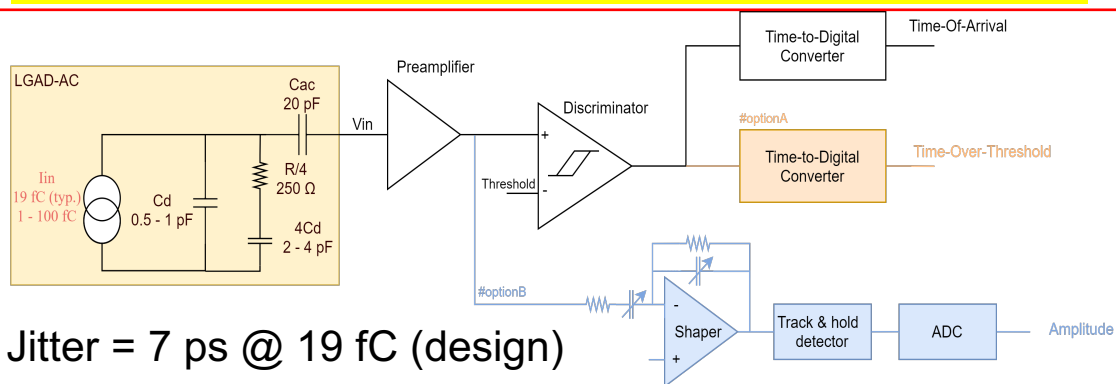 LGAD-AC
Cac
20 pF
Vin
Iin
19 fC (typ.)
1 - 100 fC
Cd
0.5 - 1 pF
R/4
250 Ω
4Cd
2 - 4 pF
Preamplifier
Discriminator
+
Threshold
-
Time-to-Digital
Converter
Time-Of-Arrival
#optionA
Time-to-Digital
Converter
Time-Over-Threshold
#optionB
-
Shaper
+
Track & hold
detector
ADC
Amplitude
Jitter = 7 ps @ 19 fC (design)